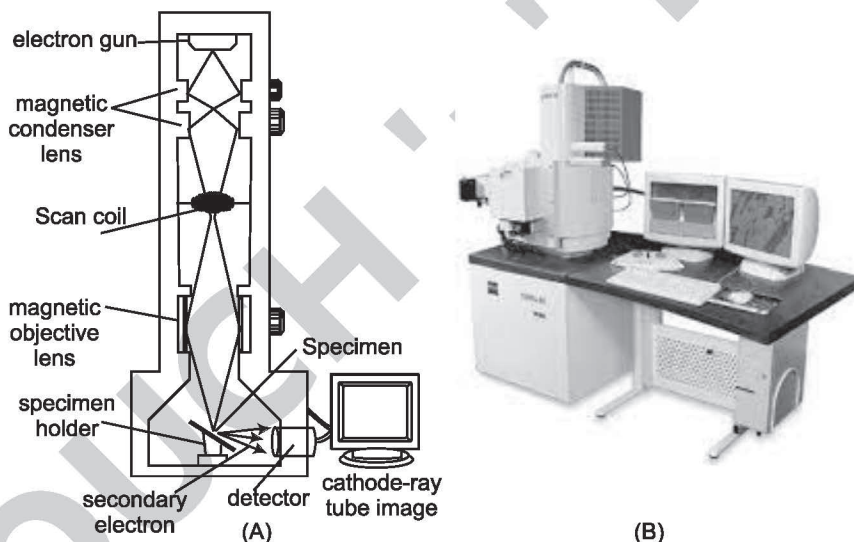 electron gun
magnetic
condenser
lens
Scan coil
magnetic
objective
lens
Specimen
specimen
holder
secondary
electron
detector
cathode-ray
tube image
(A)
(B)